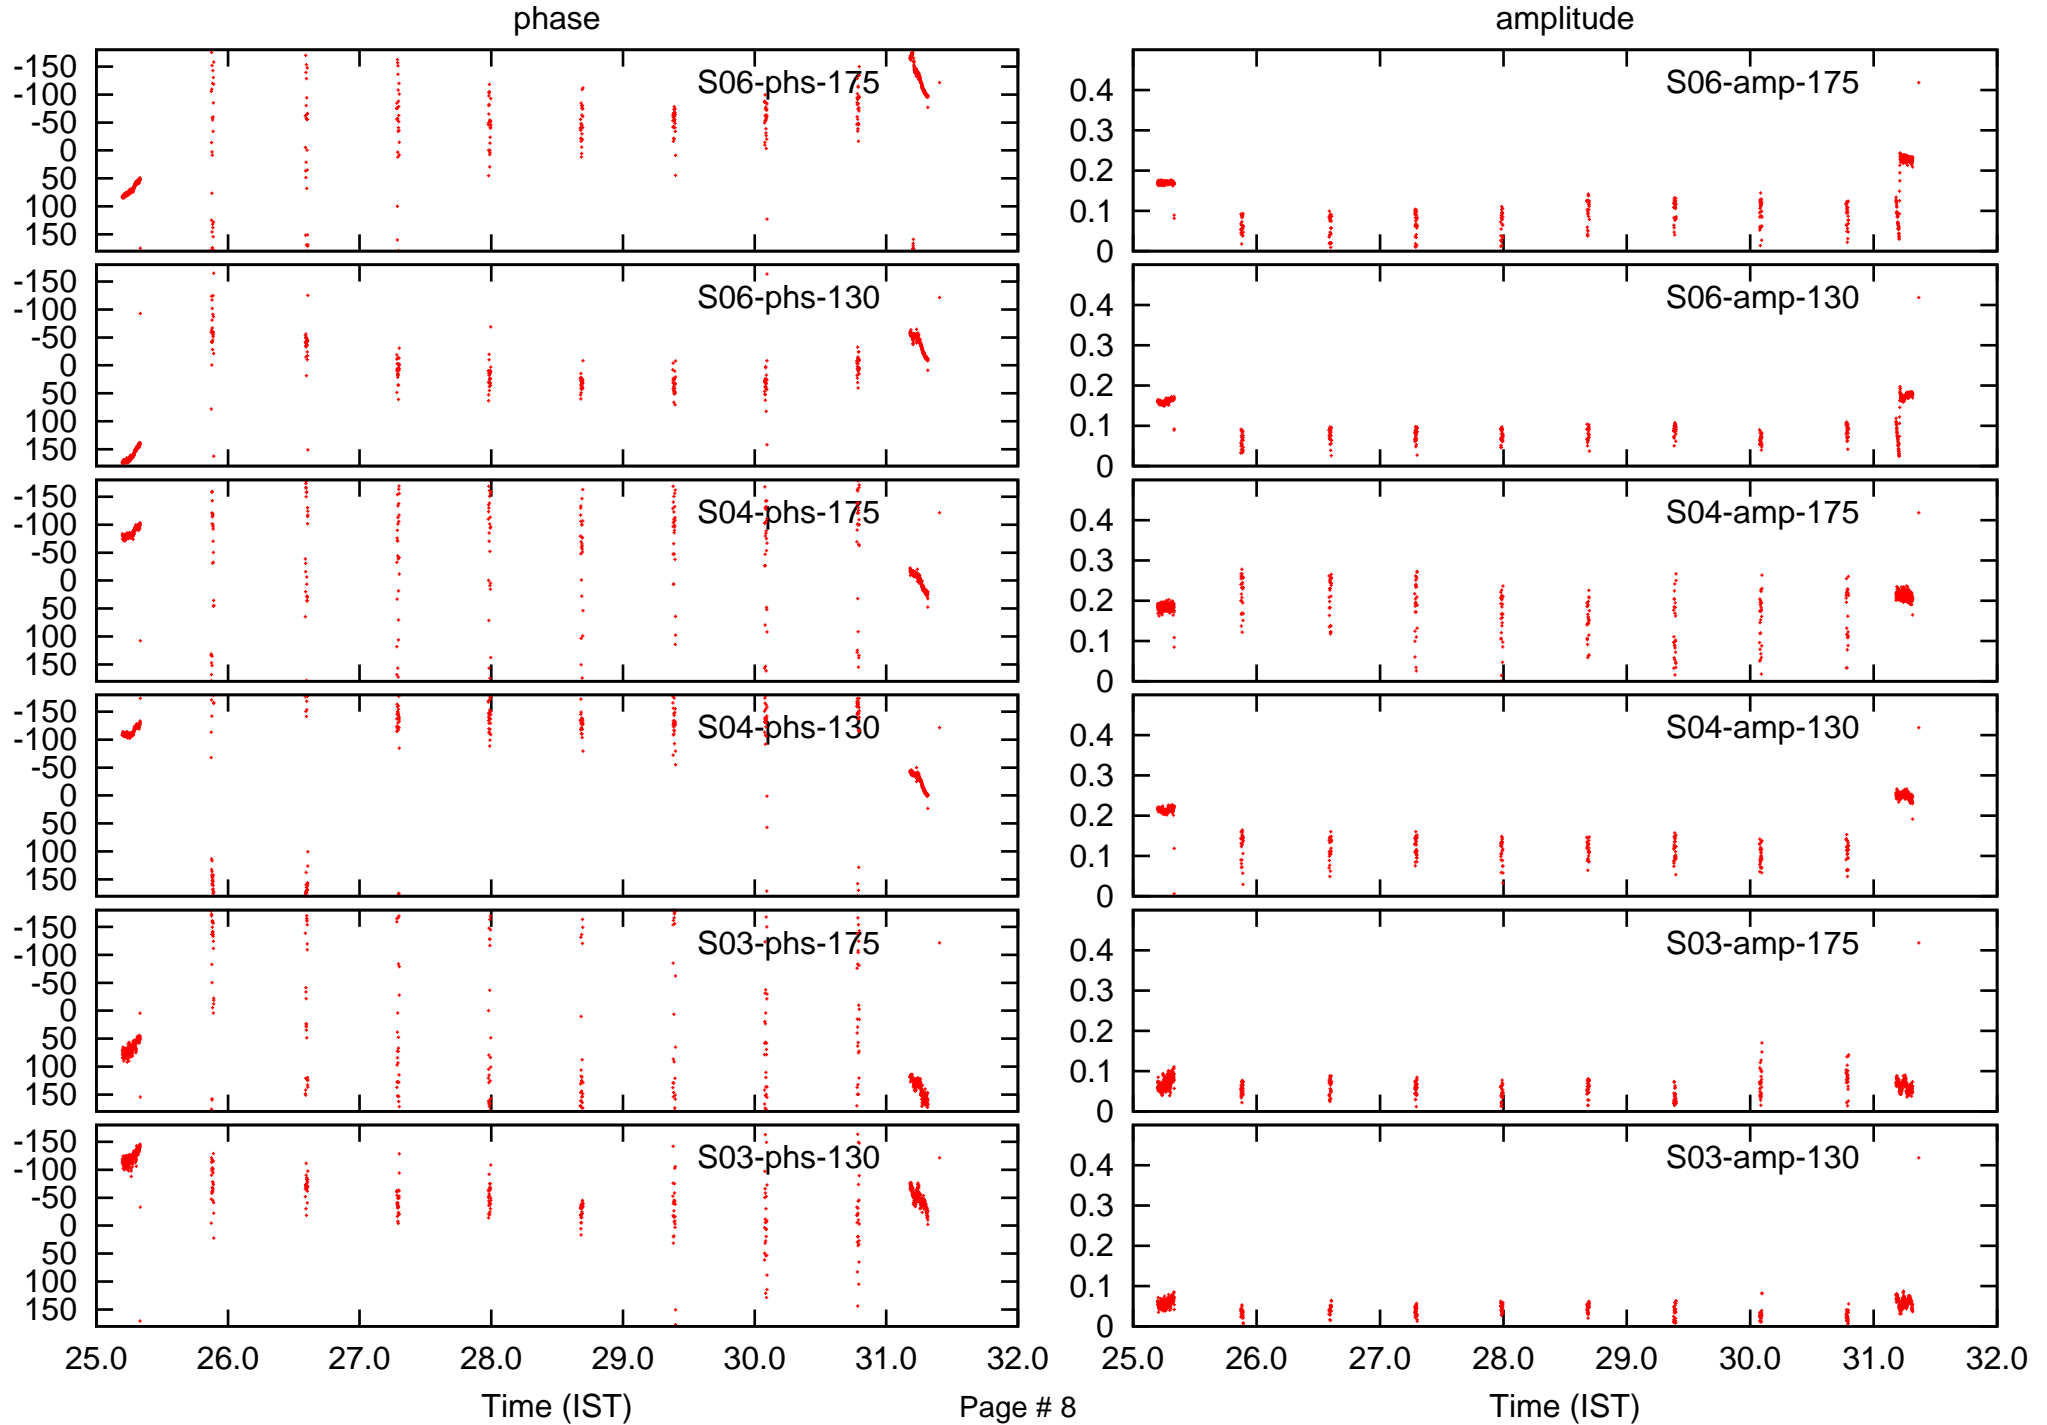 phase amplitude
-150 -100 -50 0 50 100 150 S06-phs-175 0.4 0.3 0.2 0.1 0 S06-amp-175
-150 -100 -50 0 50 100 150 S06-phs-130 0.4 0.3 0.2 0.1 0 S06-amp-130
-150 -100 -50 0 50 100 150 S04-phs-175 0.4 0.3 0.2 0.1 0 S04-amp-175
-150 -100 -50 0 50 100 150 S04-phs-130 0.4 0.3 0.2 0.1 0 S04-amp-130
-150 -100 -50 0 50 100 150 S03-phs-175 0.4 0.3 0.2 0.1 0 S03-amp-175
-150 -100 -50 0 50 100 150 S03-phs-130 0.4 0.3 0.2 0.1 0 S03-amp-130
25.0 26.0 27.0 28.0 29.0 30.0 31.0 32.0 25.0 26.0 27.0 28.0 29.0 30.0 31.0 32.0
Time (IST) Page # 8 Time (IST)